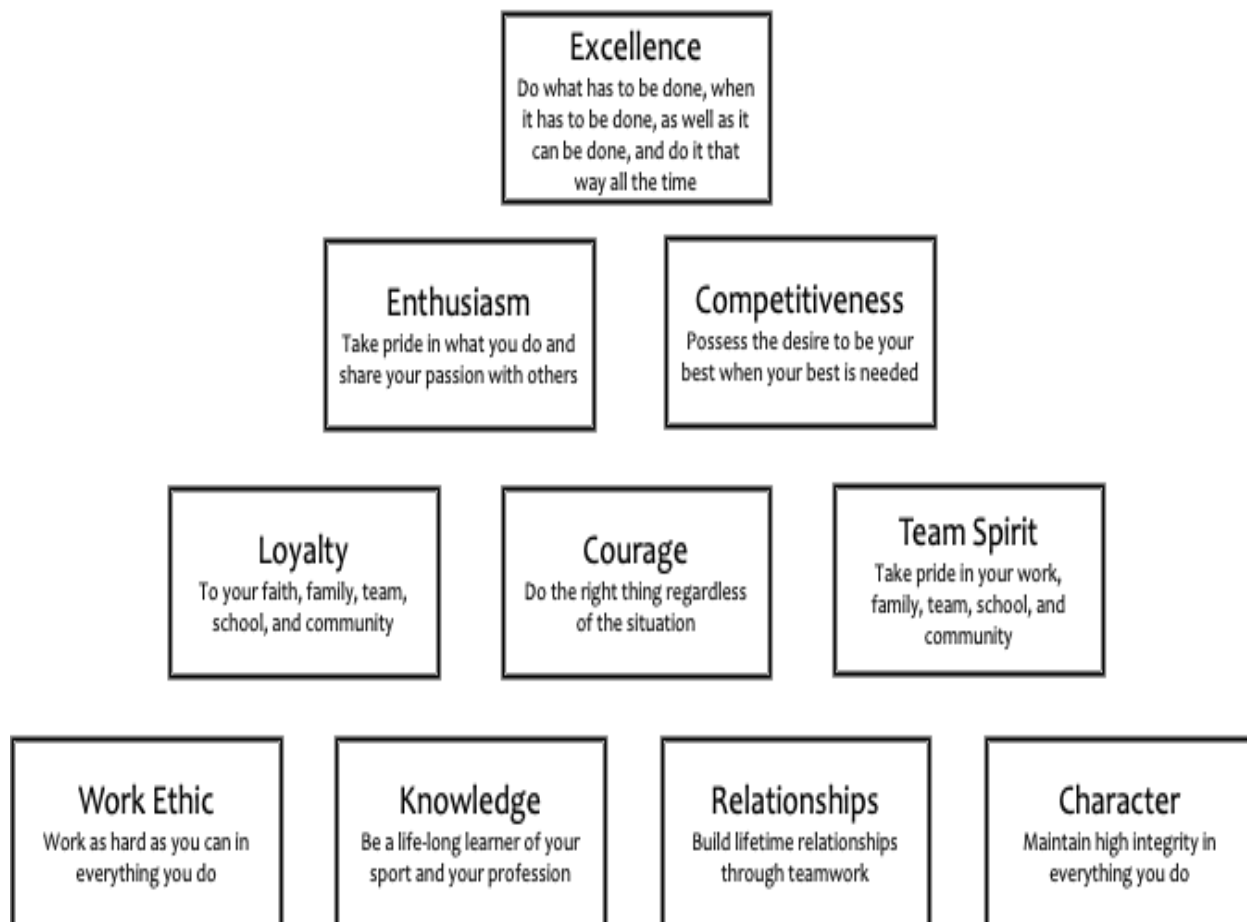 Excellence
Do what has to be done, when
it has to be done, as well as it
can be done, and do it that
way all the time
Enthusiasm
Take pride in what you do and
share your passion with others
Competitiveness
Possess the desire to be your
best when your best is needed
Loyalty
To your faith, family, team,
school, and community
Courage
Do the right thing regardless
of the situation
Team Spirit
Take pride in your work,
family, team, school, and
community
Work Ethic
Work as hard as you can in
everything you do
Knowledge
Be a life-long learner of your
sport and your profession
Relationships
Build lifetime relationships
through teamwork
Character
Maintain high integrity in
everything you do